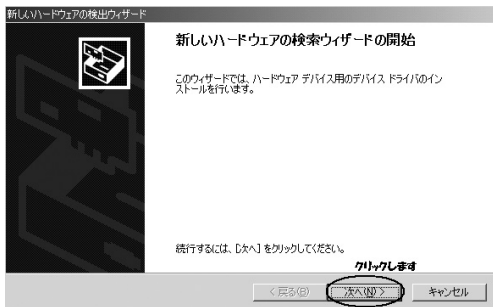 新しいハードウェアの検出ウィザード
新しいハードウェアの検索ウィザードの開始
このウィザードでは、ハードウェア デバイス用のデバイス ドライバのイン
ストールを行います。
続行するには、[次へ] をクリックしてください。
クリックします
< 戻る(B) 次へ(N) > キャンセル